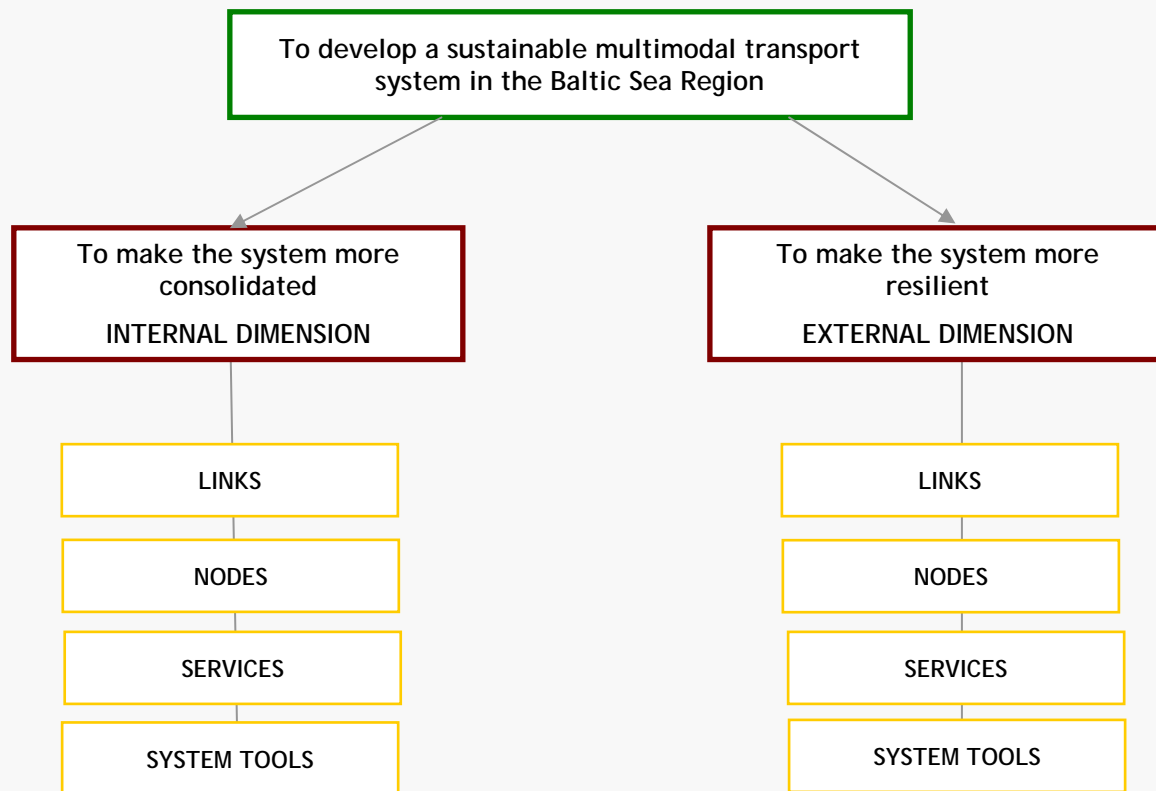 To develop a sustainable multimodal transport
system in the Baltic Sea Region
To make the system more
consolidated
INTERNAL DIMENSION
LINKS
NODES
SERVICES
SYSTEM TOOLS
To make the system more
resilient
EXTERNAL DIMENSION
LINKS
NODES
SERVICES
SYSTEM TOOLS